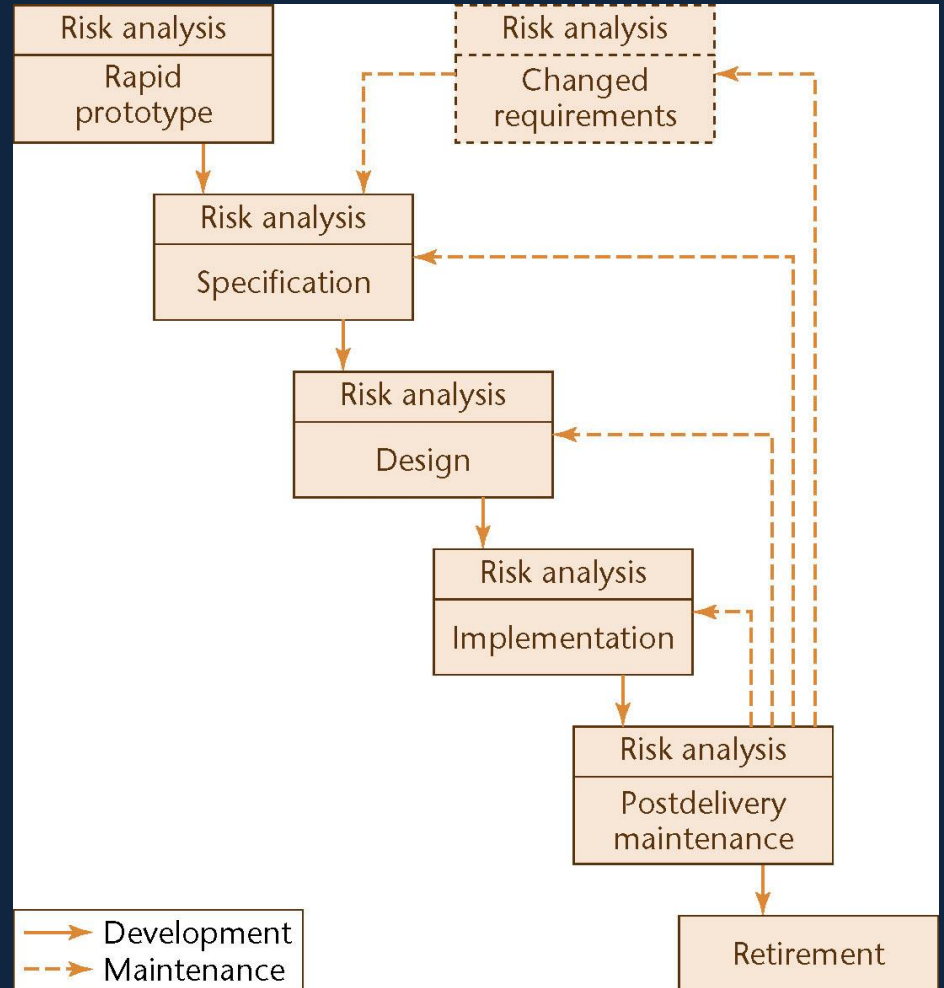 Risk analysis
Rapid
prototype
Risk analysis
Changed
requirements
Risk analysis
Specification
Risk analysis
Design
Risk analysis
Implementation
Risk analysis
Postdelivery
maintenance
Retirement
Development
Maintenance